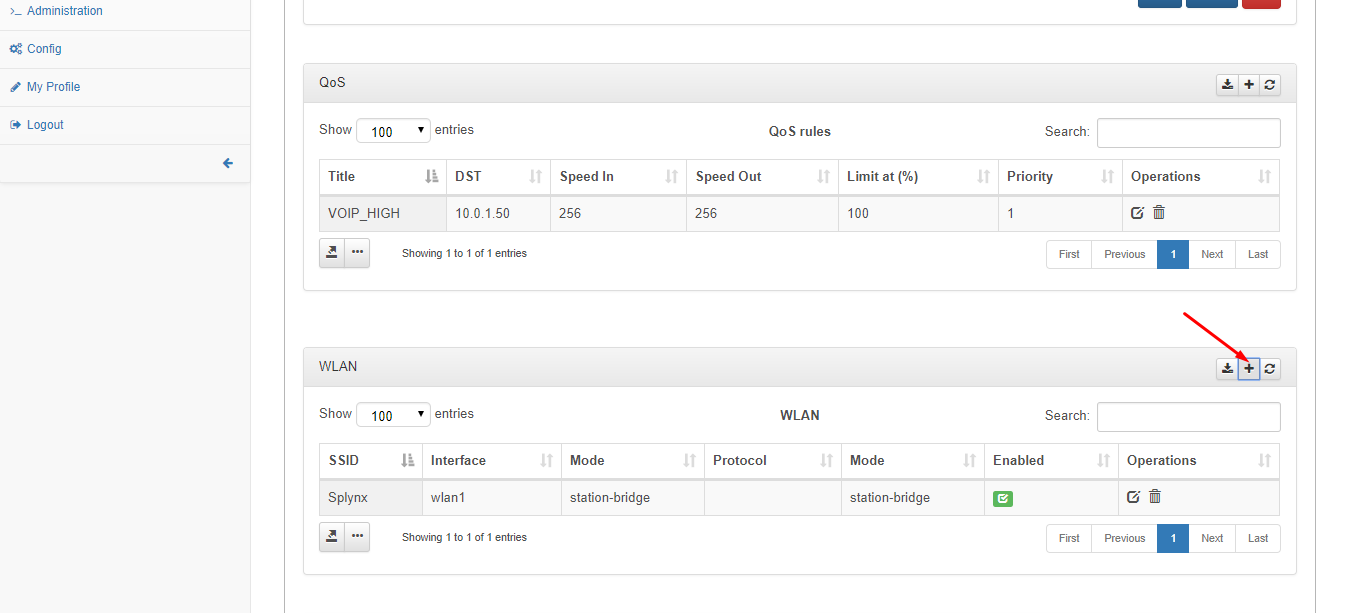 Administration
Config
My Profile
Logout
QoS
Show 100 entries QoS rules Search:
Title DST Speed In Speed Out Limit at (%) Priority Operations
VOIP_HIGH 10.0.1.50 256 256 100 1
Showing 1 to 1 of 1 entries First Previous 1 Next Last
WLAN
Show 100 entries WLAN Search:
SSID Interface Mode Protocol Mode Enabled Operations
Splynx wlan1 station-bridge station-bridge
Showing 1 to 1 of 1 entries First Previous 1 Next Last